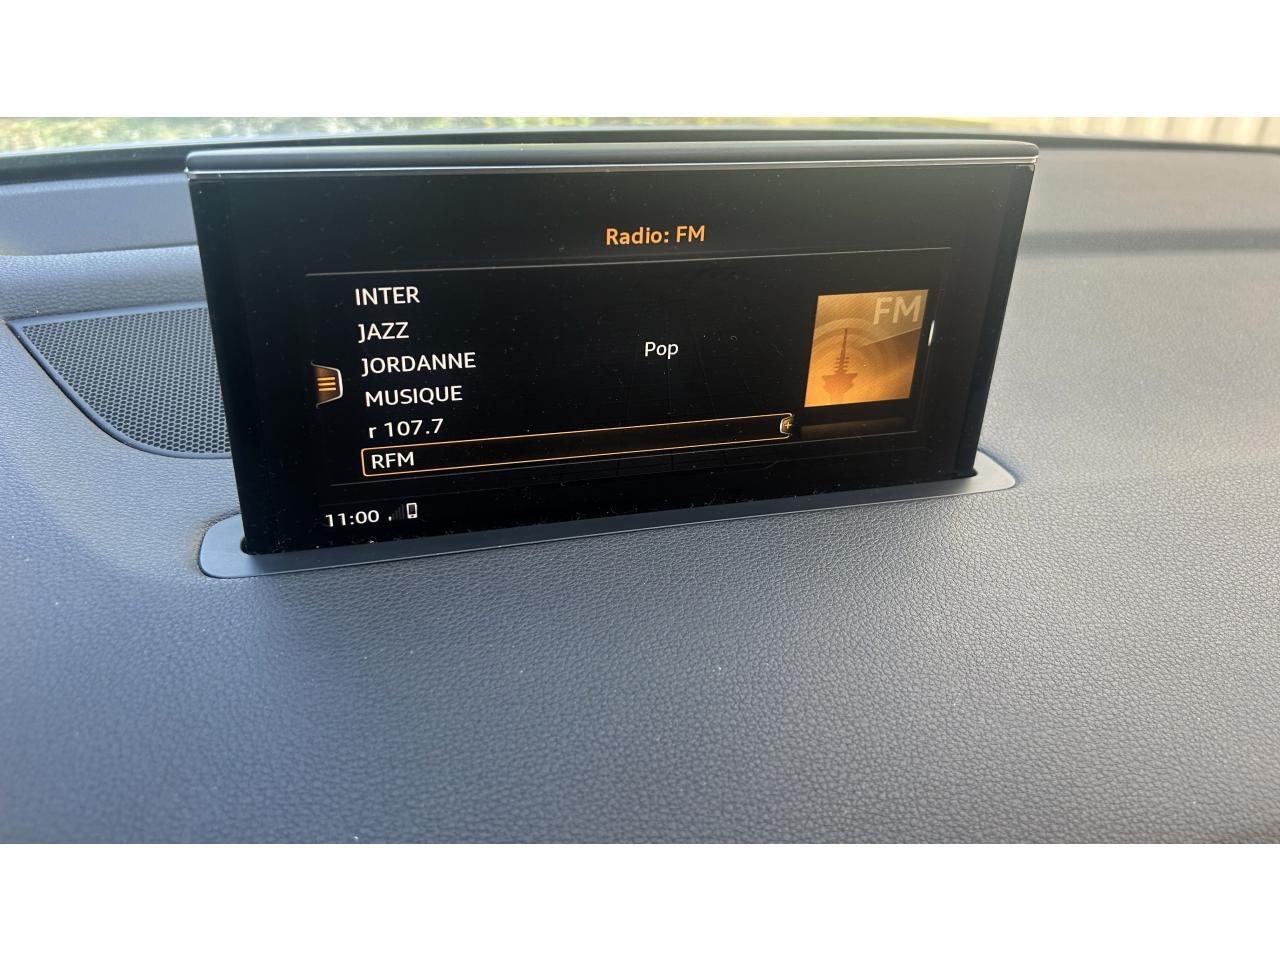 Radio: FM
INTER
JAZZ
JORDANNE
MUSIQUE
r 107.7
RFM
Pop
FM
11:00